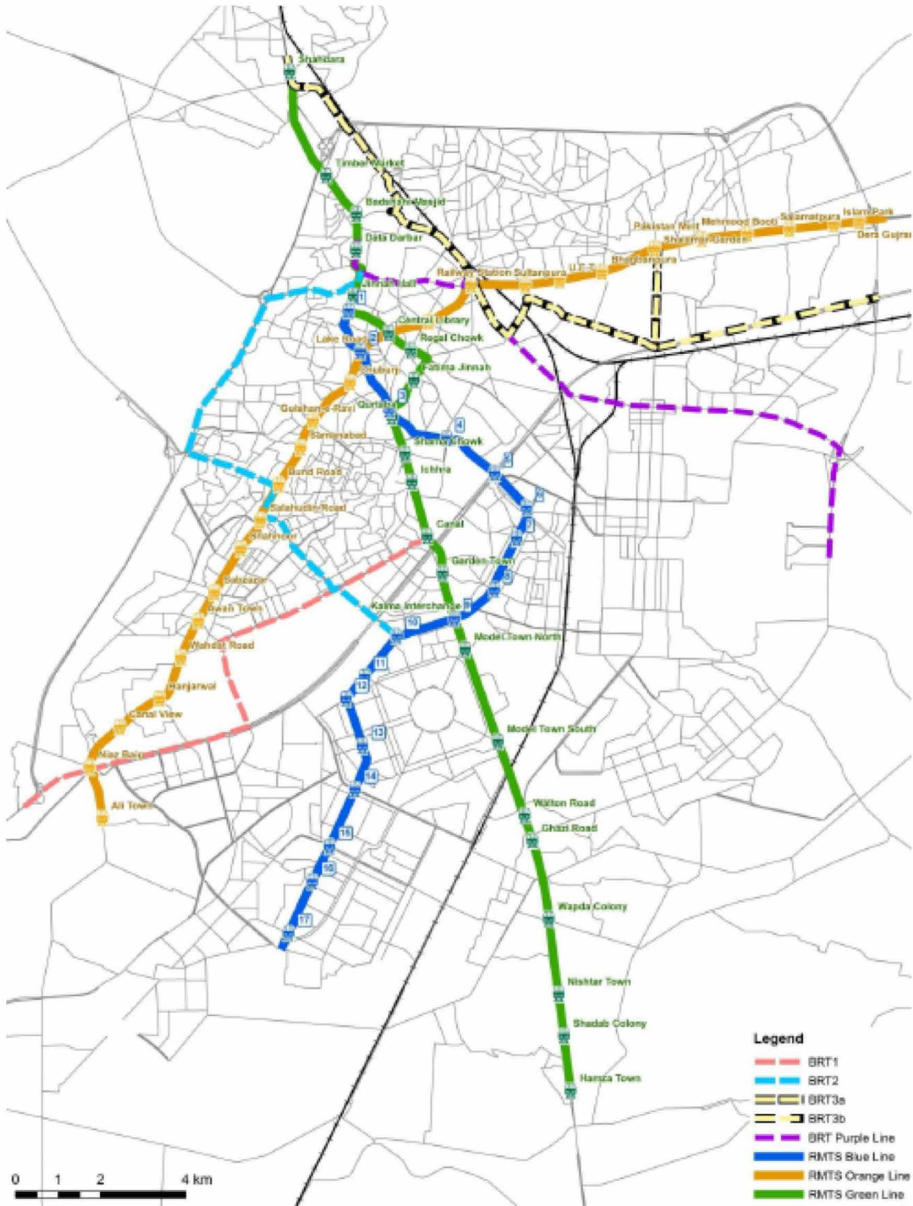 Shahdara
Timber Market
Badshahi Masjid
Data Darbar
Islam Park
Salamatpura
Mehmood Booti
Dera Gujran
Pakistan Mint
Shalamar Garden
Baghbanpura
U.E.T
Railway Station
Sultanpura
Jinnah Hall
1
Central Library
2
Lake Road
Regal Chowk
Fatima Jinnah
Chuburji
3
Qurtaba
Gulshan-e-Ravi
4
Shama Chowk
Samanabad
5
Ichhra
Bund Road
6
Salahudin Road
7
Canal
Shahnoor
Garden Town
8
Sabzazar
Kalma Interchange
9
Awan Town
10
Model Town North
Wahdat Road
11
12
Hanjarwal
Canal View
13
Model Town South
Niaz Baig
14
Ali Town
Walton Road
15
Ghazi Road
16
Wapda Colony
17
Nishtar Town
Shadab Colony
Hamza Town
Legend
BRT1
BRT2
BRT3a
BRT3b
BRT Purple Line
RMTS Blue Line
RMTS Orange Line
RMTS Green Line
0 1 2 4 km